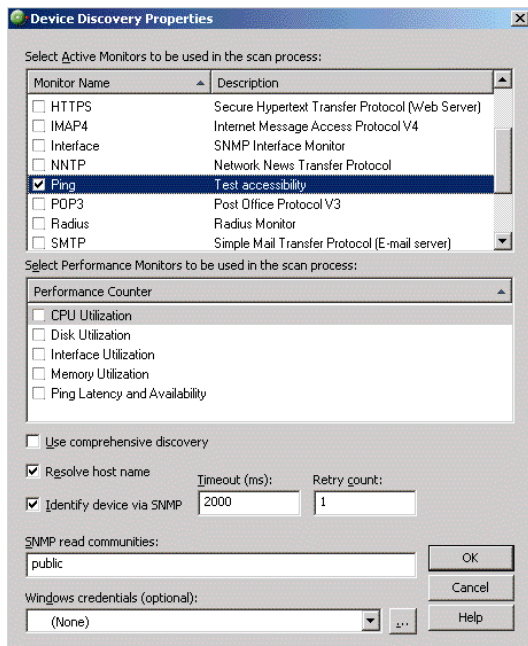 Device Discovery Properties
Select Active Monitors to be used in the scan process:
Monitor Name Description
HTTPS Secure Hypertext Transfer Protocol (Web Server)
IMAP4 Internet Message Access Protocol V4
Interface SNMP Interface Monitor
NNTP Network News Transfer Protocol
Ping Test accessibility
POP3 Post Office Protocol V3
Radius Radius Monitor
SMTP Simple Mail Transfer Protocol (E-mail server)
Select Performance Monitors to be used in the scan process:
Performance Counter
CPU Utilization
Disk Utilization
Interface Utilization
Memory Utilization
Ping Latency and Availability
Use comprehensive discovery
Resolve host name
Timeout (ms): Retry count:
Identify device via SNMP 2000 1
SNMP read communities:
public
OK
Cancel
Windows credentials (optional):
(None) ... Help